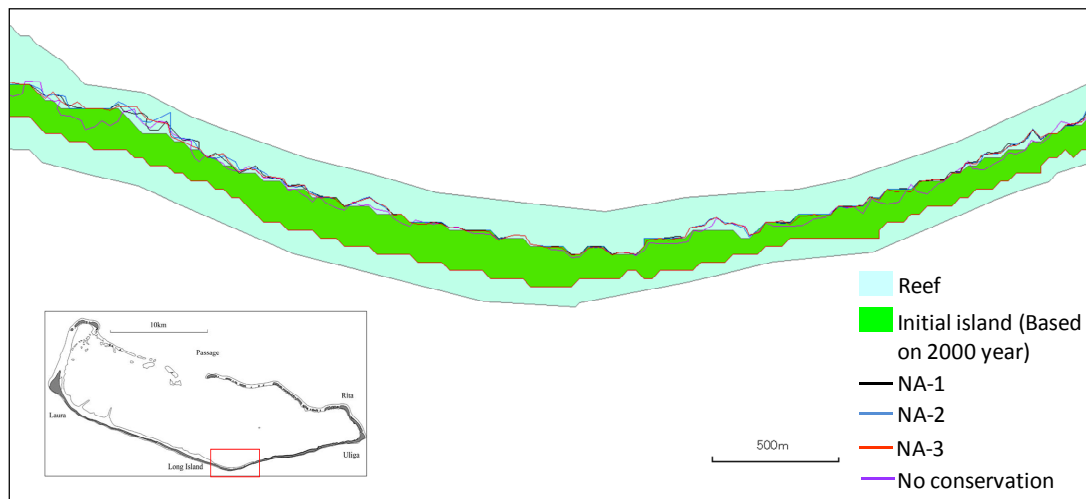 10km
Passage
Rita
Laura
Long Island
Uliga
500m
Reef
Initial island (Based
on 2000 year)
NA-1
NA-2
NA-3
No conservation